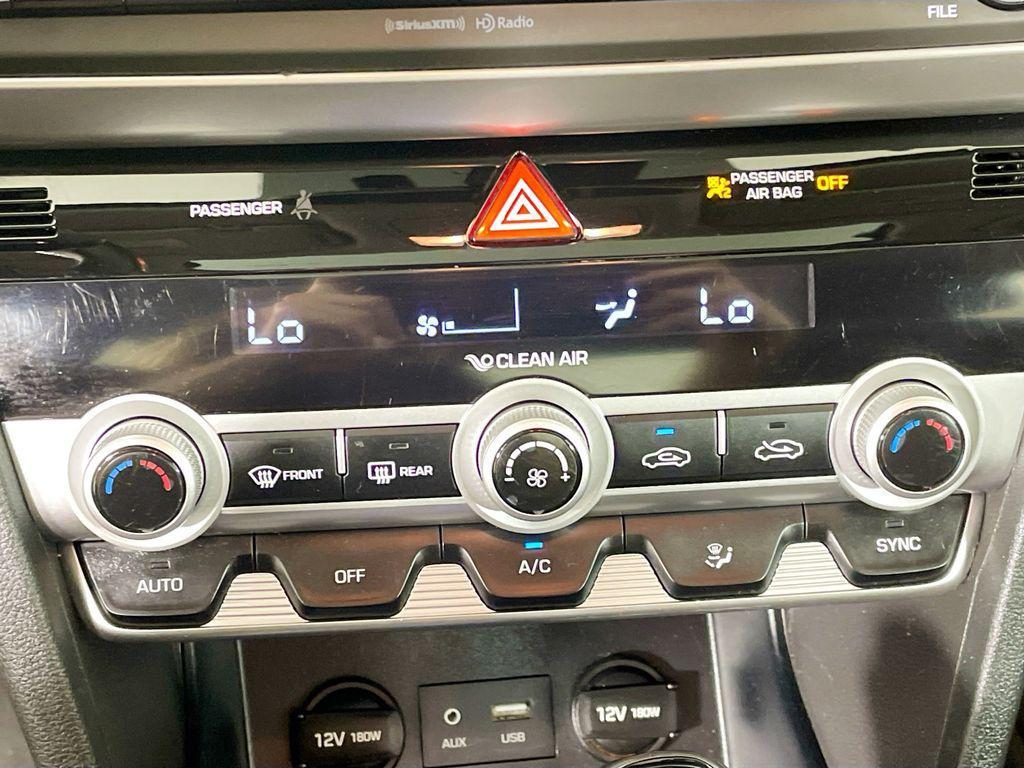 SiriusXM HD Radio
FILE
PASSENGER
PASSENGER
AIR BAG OFF
2
Lo Lo
CLEAN AIR
FRONT
REAR
- +
AUTO
OFF
A/C
SYNC
12V 180W
AUX
USB
12V 180W